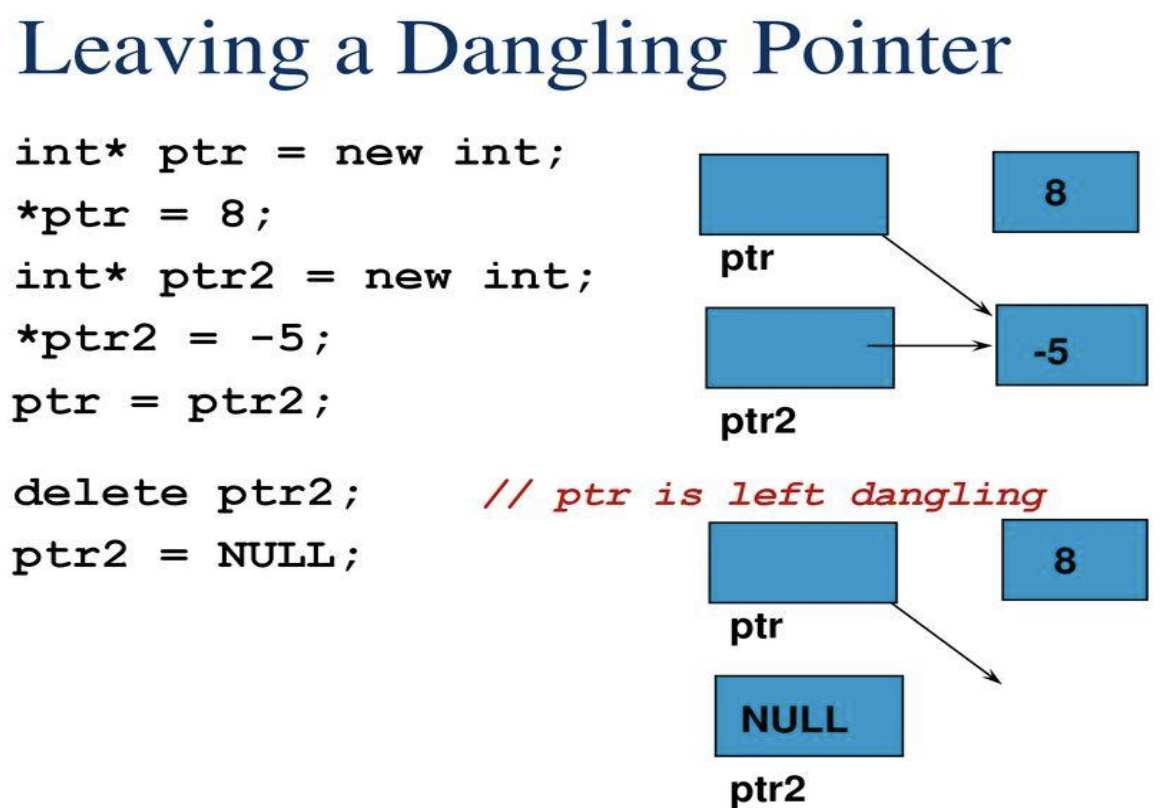 Leaving a Dangling Pointer
int* ptr = new int;
*ptr = 8;
int* ptr2 = new int;
*ptr2 = -5;
ptr = ptr2;
8
ptr
-5
ptr2
delete ptr2; // ptr is left dangling
ptr2 = NULL;
8
ptr
NULL
ptr2